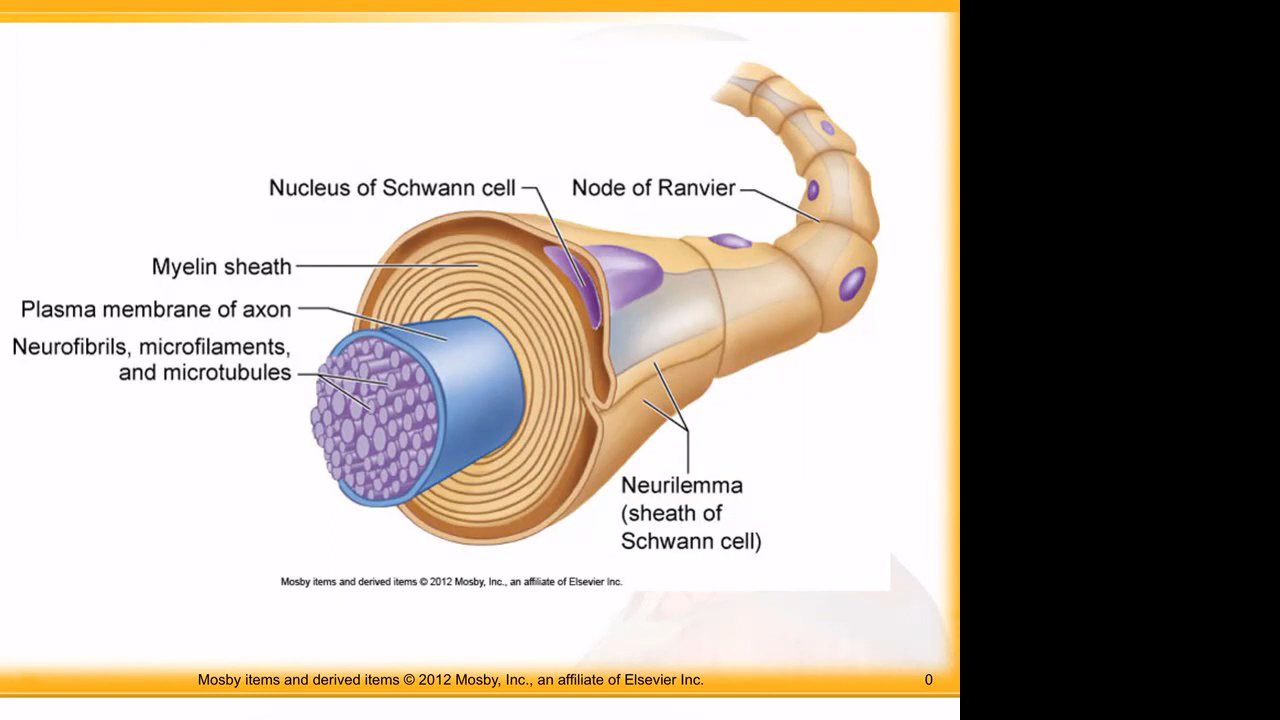 Nucleus of Schwann cell
Node of Ranvier
Myelin sheath
Plasma membrane of axon
Neurofibrils, microfilaments,
and microtubules
Neurilemma
(sheath of
Schwann cell)
Mosby items and derived items © 2012 Mosby, Inc., an affiliate of Elsevier Inc.
Mosby items and derived items © 2012 Mosby, Inc., an affiliate of Elsevier Inc.
0